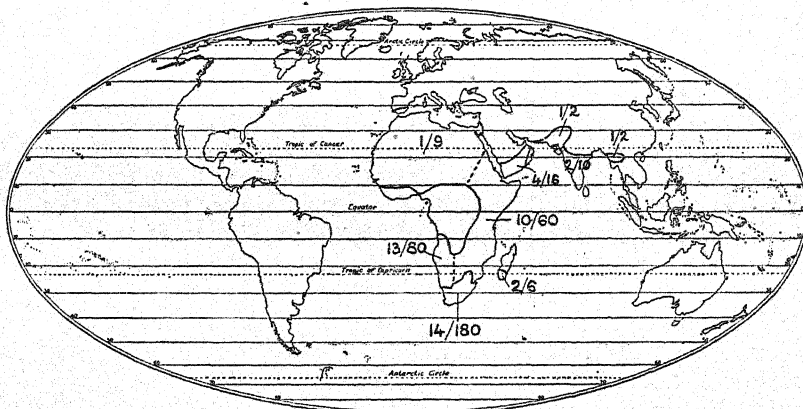 Arctic Circle
1/2
1/2
Tropic of Cancer
1/9
2/10
4/16
Equator
10/60
13/80
Tropic of Capricorn
2/6
14/180
Antarctic Circle